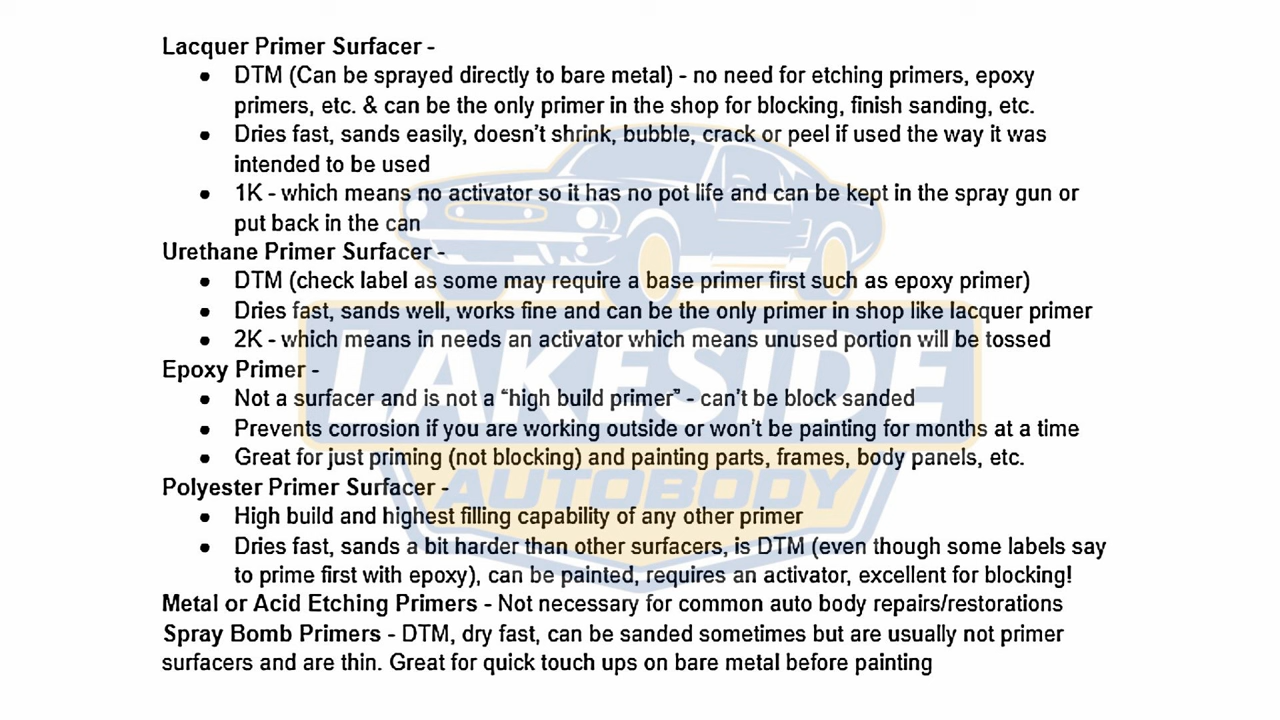 Lacquer Primer Surfacer -
● DTM (Can be sprayed directly to bare metal) - no need for etching primers, epoxy
primers, etc. & can be the only primer in the shop for blocking, finish sanding, etc.
● Dries fast, sands easily, doesn't shrink, bubble, crack or peel if used the way it was
intended to be used
● 1K - which means no activator so it has no pot life and can be kept in the spray gun or
put back in the can
Urethane Primer Surfacer -
● DTM (check label as some may require a base primer first such as epoxy primer)
● Dries fast, sands well, works fine and can be the only primer in shop like lacquer primer
● 2K - which means in needs an activator which means unused portion will be tossed
Epoxy Primer -
● Not a surfacer and is not a “high build primer” - can't be block sanded
● Prevents corrosion if you are working outside or won't be painting for months at a time
● Great for just priming (not blocking) and painting parts, frames, body panels, etc.
Polyester Primer Surfacer -
● High build and highest filling capability of any other primer
● Dries fast, sands a bit harder than other surfacers, is DTM (even though some labels say
to prime first with epoxy), can be painted, requires an activator, excellent for blocking!
Metal or Acid Etching Primers - Not necessary for common auto body repairs/restorations
Spray Bomb Primers - DTM, dry fast, can be sanded sometimes but are usually not primer
surfacers and are thin. Great for quick touch ups on bare metal before painting
LAKESIDE
AUTOBODY